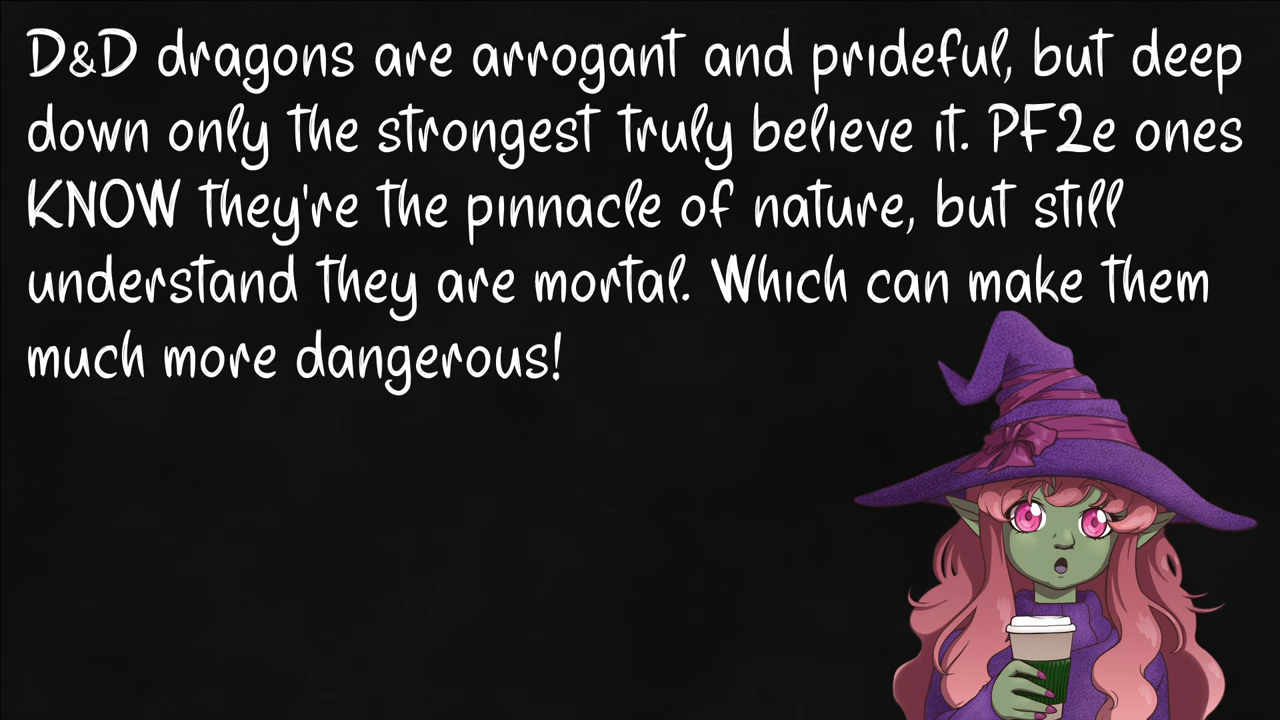 D&D dragons are arrogant and prideful, but deep
down only the strongest truly believe it. PF2e ones
KNOW they're the pinnacle of nature, but still
understand they are mortal. Which can make them
much more dangerous!